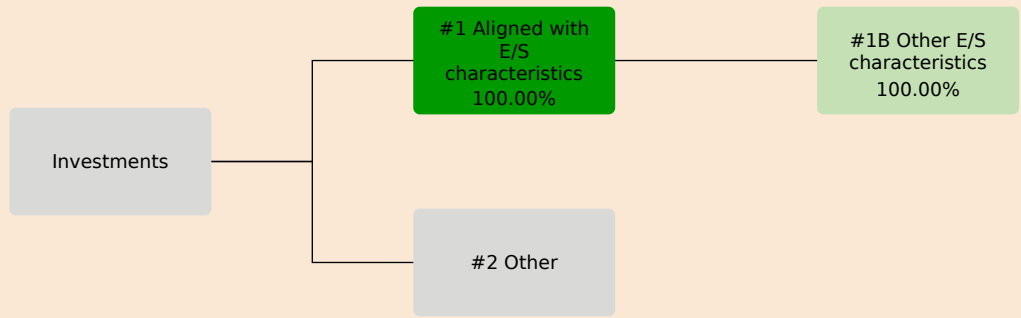 #1 Aligned with
E/S
characteristics
100.00%
#1B Other E/S
characteristics
100.00%
Investments
#2 Other